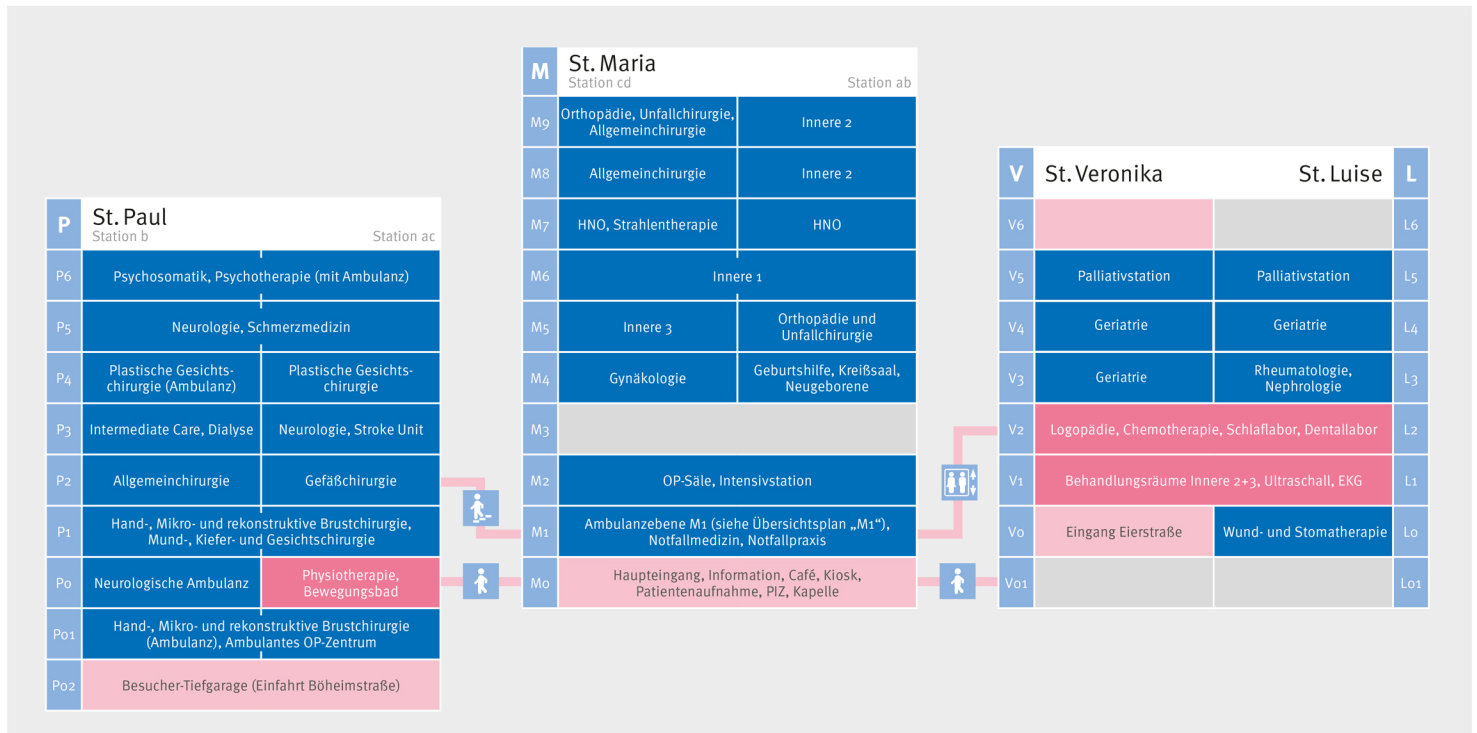 P
St. Paul
Station b
Station ac
P6
Psychosomatik, Psychotherapie (mit Ambulanz)
P5
Neurologie, Schmerzmedizin
P4
Plastische Gesichts-
chirurgie (Ambulanz)
Plastische Gesichts-
chirurgie
P3
Intermediate Care, Dialyse
Neurologie, Stroke Unit
P2
Allgemeinchirurgie
Gefäßchirurgie
P1
Hand-, Mikro- und rekonstruktive Brustchirurgie,
Mund-, Kiefer- und Gesichtschirurgie
P0
Neurologische Ambulanz
Physiotherapie,
Bewegungsbad
P01
Hand-, Mikro- und rekonstruktive Brustchirurgie
(Ambulanz), Ambulantes OP-Zentrum
P02
Besucher-Tiefgarage (Einfahrt Böheimstraße)
M
St. Maria
Station cd
Station ab
M9
Orthopädie, Unfallchirurgie,
Allgemeinchirurgie
Innere 2
M8
Allgemeinchirurgie
Innere 2
M7
HNO, Strahlentherapie
HNO
M6
Innere 1
M5
Innere 3
Orthopädie und
Unfallchirurgie
M4
Gynäkologie
Geburtshilfe, Kreißsaal,
Neugeborene
M3
M2
OP-Säle, Intensivstation
M1
Ambulanzebene M1 (siehe Übersichtsplan „M1“),
Notfallmedizin, Notfallpraxis
M0
Haupteingang, Information, Café, Kiosk,
Patientenaufnahme, PIZ, Kapelle
V
St. Veronika
St. Luise
L
V6
L6
V5
Palliativstation
Palliativstation
L5
V4
Geriatrie
Geriatrie
L4
V3
Geriatrie
Rheumatologie,
Nephrologie
L3
V2
Logopädie, Chemotherapie, Schlaflabor, Dentallabor
L2
V1
Behandlungsräume Innere 2+3, Ultraschall, EKG
L1
V0
Eingang Eierstraße
Wund- und Stomatherapie
L0
V01
L01